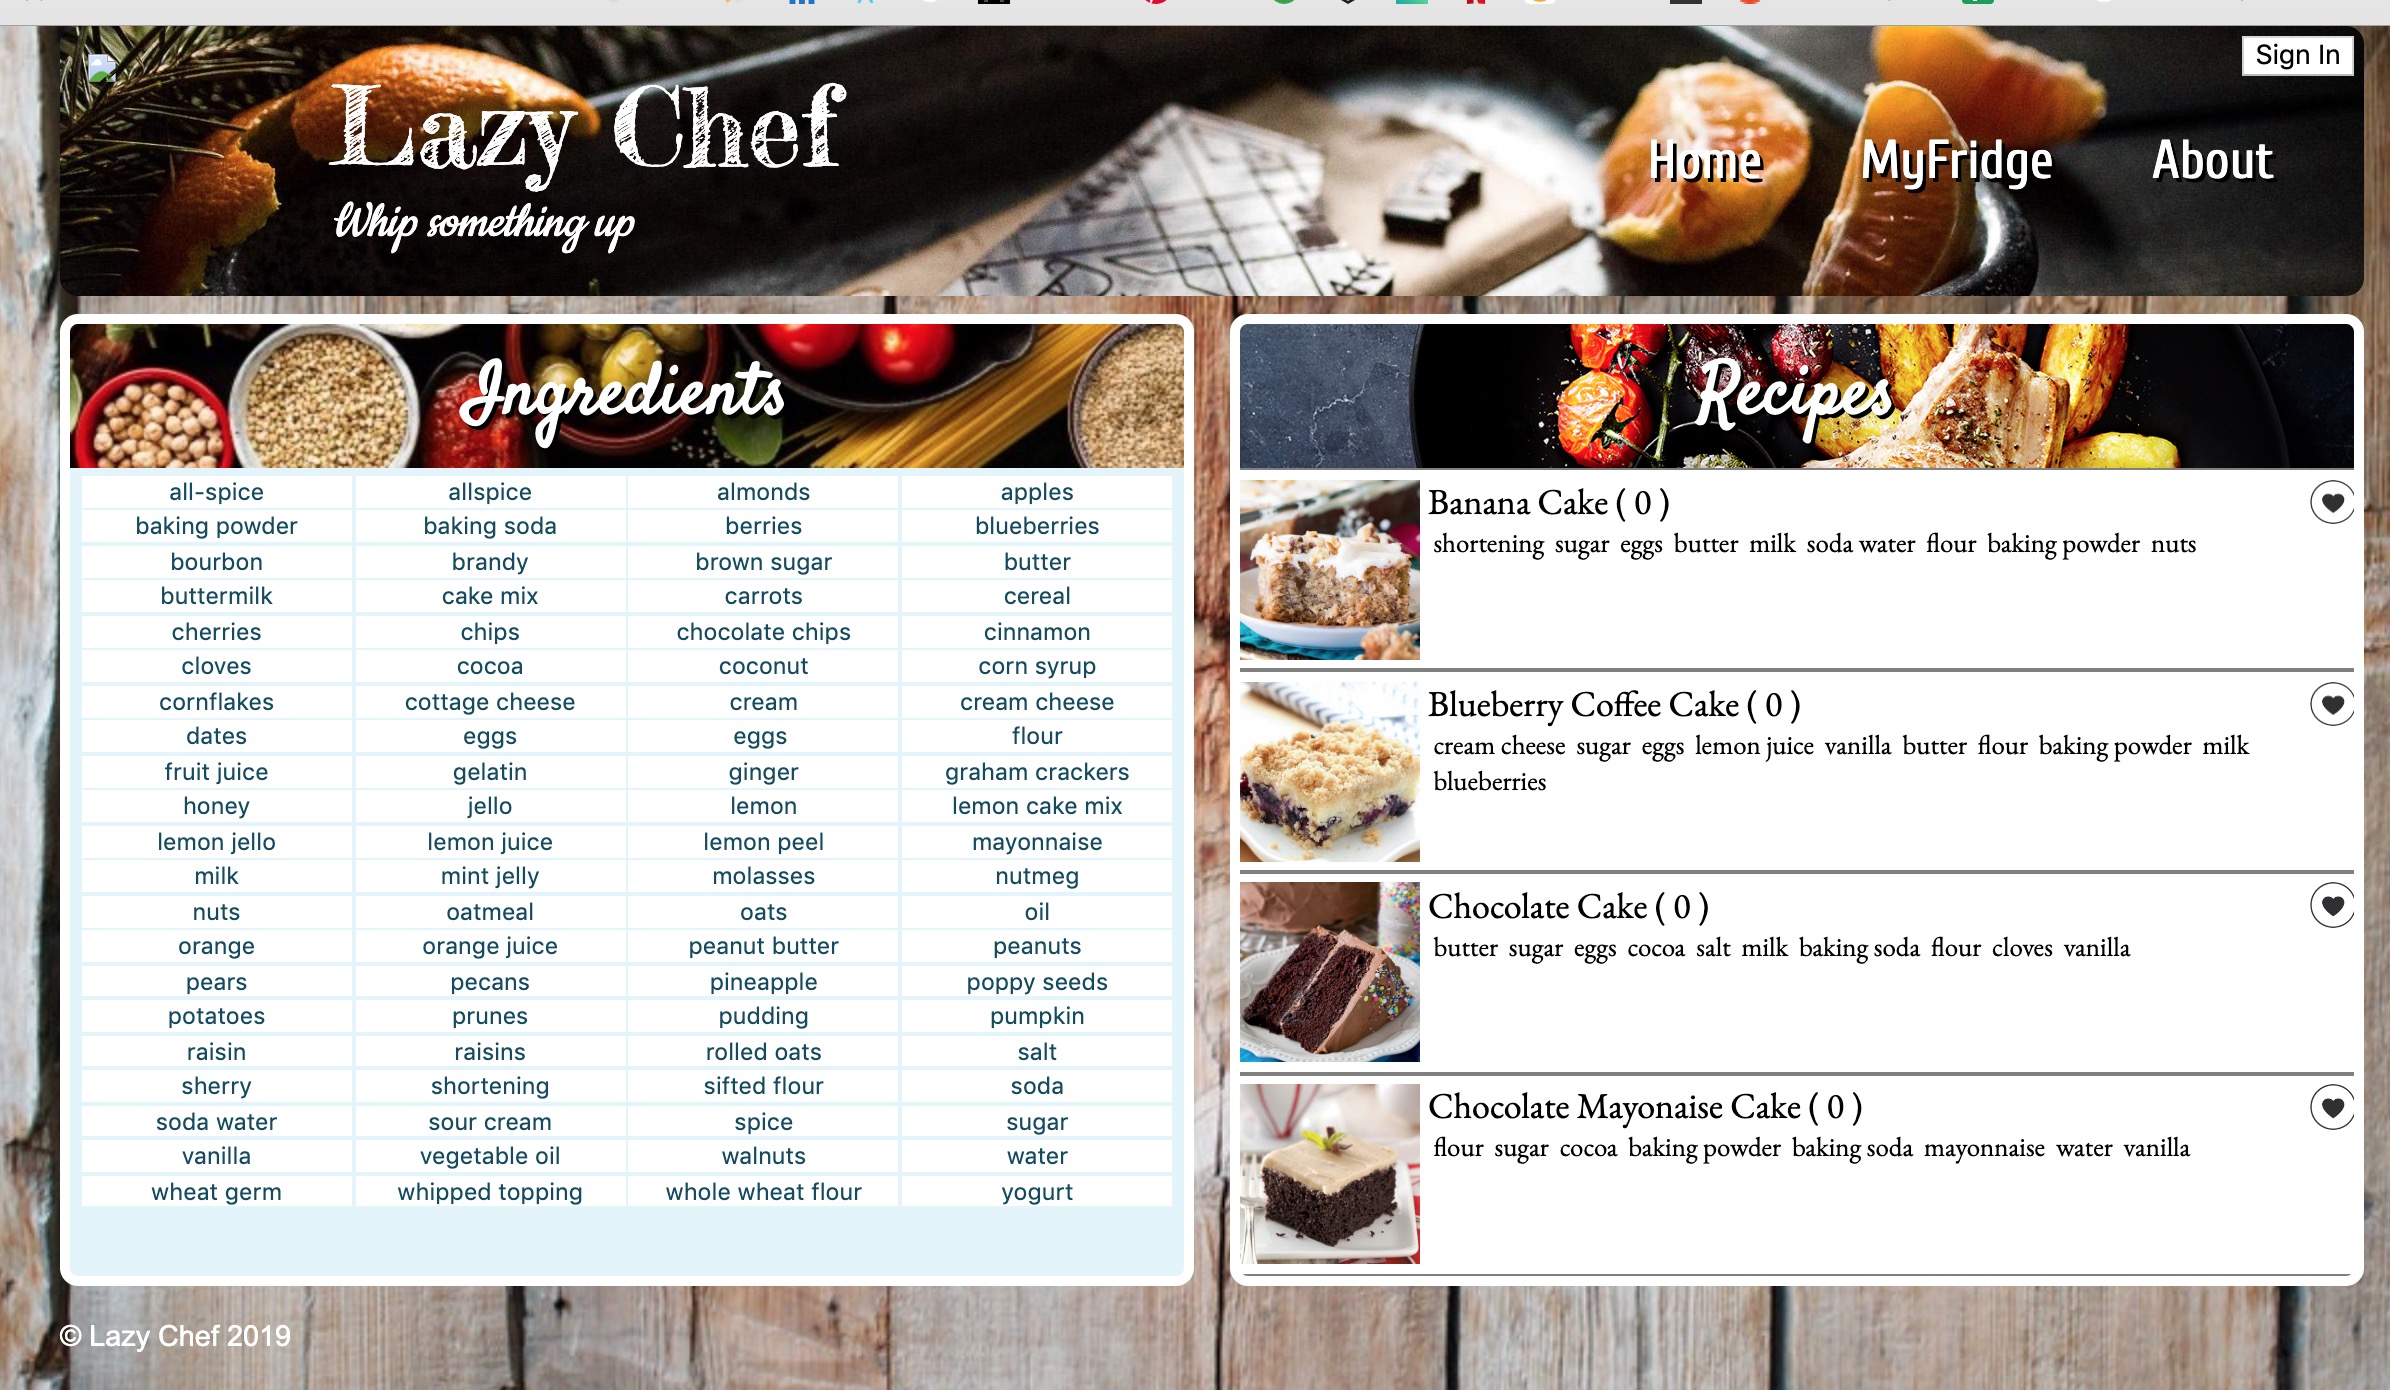 Sign In
Lazy Chef
Whip something up
Home MyFridge About
Ingredients
all-spice allspice almonds apples
baking powder baking soda berries blueberries
bourbon brandy brown sugar butter
buttermilk cake mix carrots cereal
cherries chips chocolate chips cinnamon
cloves cocoa coconut corn syrup
cornflakes cottage cheese cream cream cheese
dates eggs eggs flour
fruit juice gelatin ginger graham crackers
honey jello lemon lemon cake mix
lemon jello lemon juice lemon peel mayonnaise
milk mint jelly molasses nutmeg
nuts oatmeal oats oil
orange orange juice peanut butter peanuts
pears pecans pineapple poppy seeds
potatoes prunes pudding pumpkin
raisin raisins rolled oats salt
sherry shortening sifted flour soda
soda water sour cream spice sugar
vanilla vegetable oil walnuts water
wheat germ whipped topping whole wheat flour yogurt
Recipes
Banana Cake ( 0 )
shortening sugar eggs butter milk soda water flour baking powder nuts
Blueberry Coffee Cake ( 0 )
cream cheese sugar eggs lemon juice vanilla butter flour baking powder milk
blueberries
Chocolate Cake ( 0 )
butter sugar eggs cocoa salt milk baking soda flour cloves vanilla
Chocolate Mayonaise Cake ( 0 )
flour sugar cocoa baking powder baking soda mayonnaise water vanilla
© Lazy Chef 2019